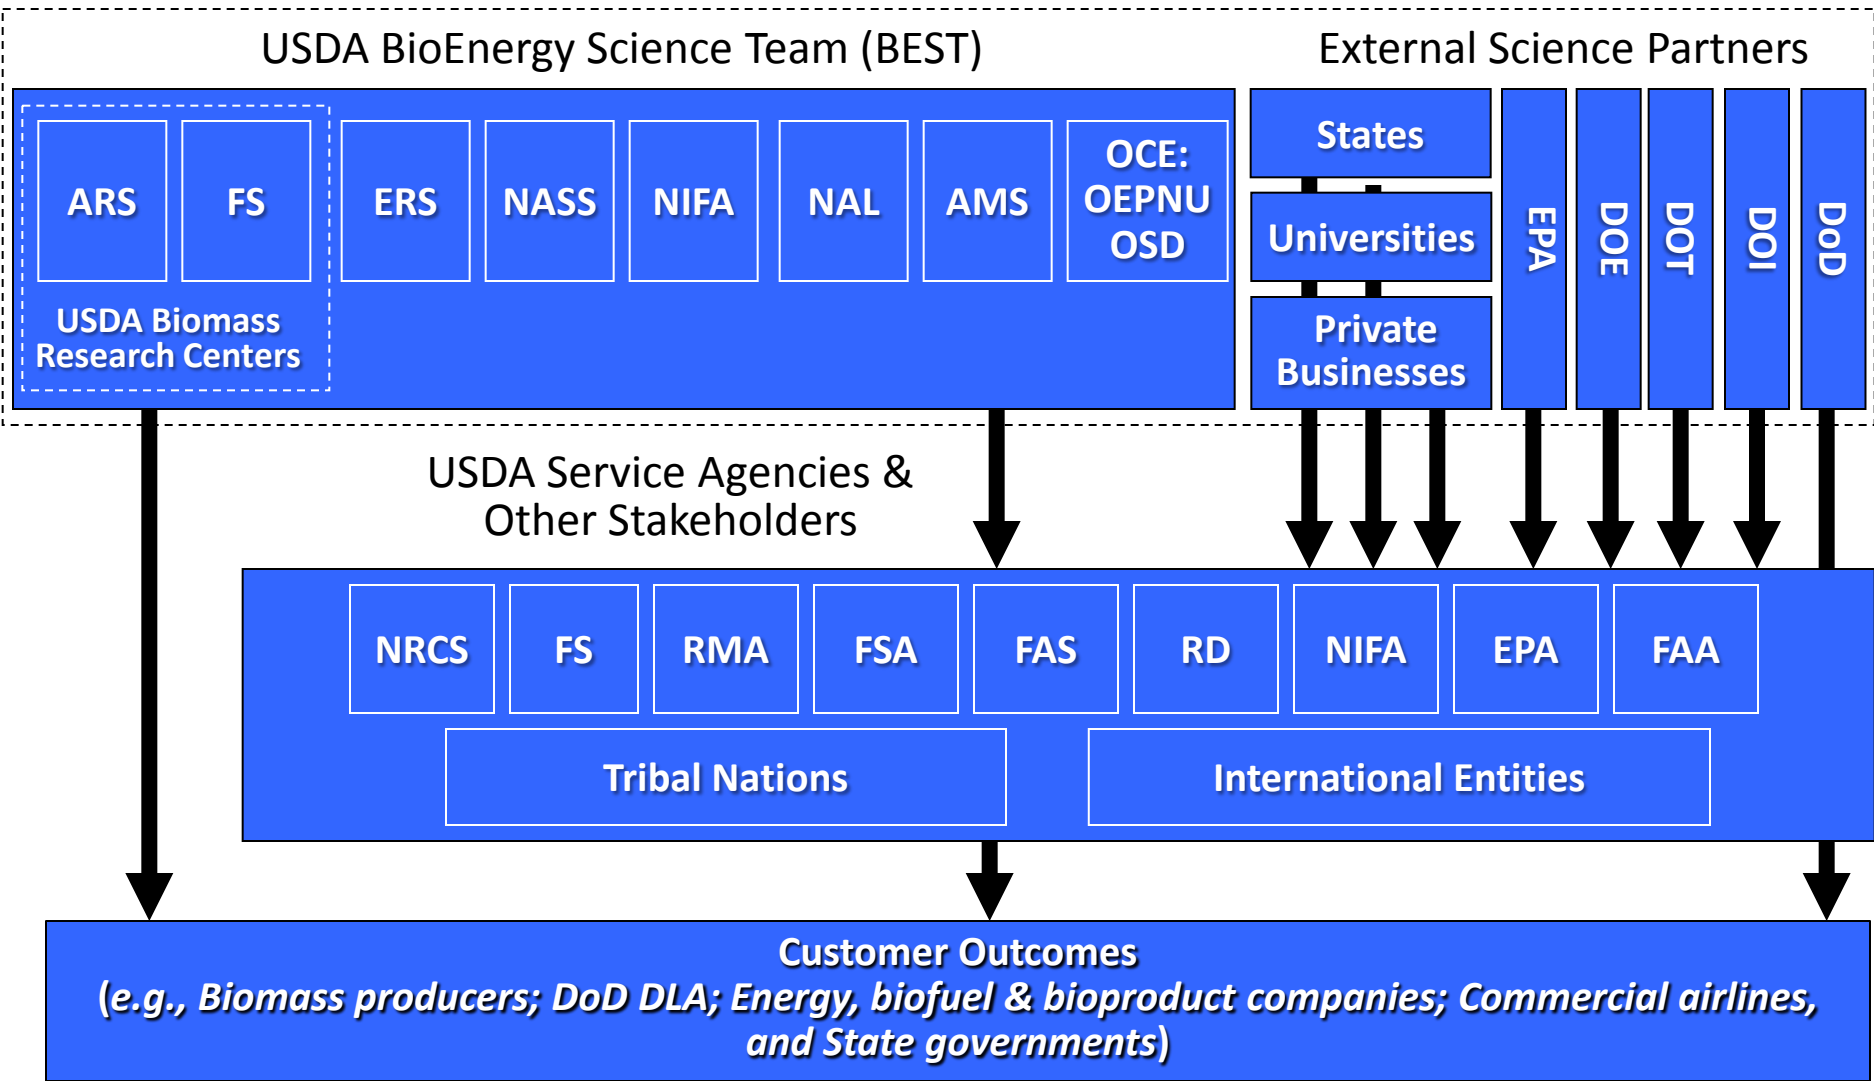 USDA BioEnergy Science Team (BEST)
External Science Partners
ARS
FS
USDA Biomass
Research Centers
ERS
NASS
NIFA
NAL
AMS
OCE:
OEPNU
OSD
States
Universities
Private
Businesses
EPA
DOE
DOT
DOI
DoD
USDA Service Agencies &
Other Stakeholders
NRCS
FS
RMA
FSA
FAS
RD
NIFA
EPA
FAA
Tribal Nations
International Entities
Customer Outcomes
(e.g., Biomass producers; DoD DLA; Energy, biofuel & bioproduct companies; Commercial airlines,
and State governments)